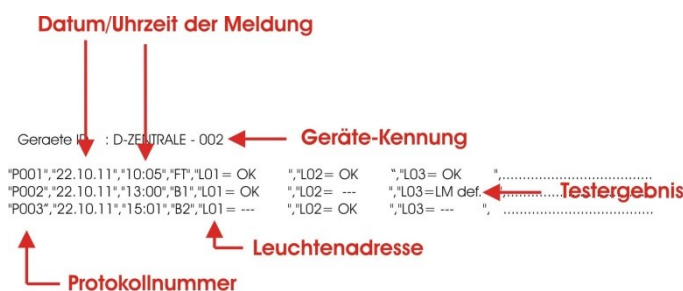 Datum/Uhrzeit der Meldung
Geraete ID : D-ZENTRALE - 002 Geräte-Kennung
"P001","22.10.11","10:05","FT","L01= OK ","L02= OK “,"L03= OK ",..................................
"P002","22.10.11","13:00","B1","L01= OK ","L02= --- ","L03=LM def. ",.................................. Testergebnis
"P003“,"22.10.11","15:01","B2","L01= --- ","L02= OK ","L03= --- ", ..................................
Leuchtenadresse
Protokollnummer